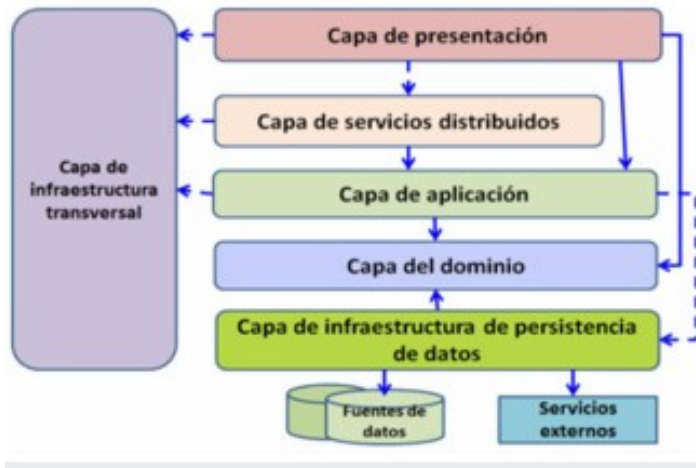 Capa de presentación
Capa de servicios distribuidos
Capa de
infraestructura
transversal
Capa de aplicación
Capa del dominio
Capa de infraestructura de persistencia
de datos
Fuentes de
datos
Servicios
externos